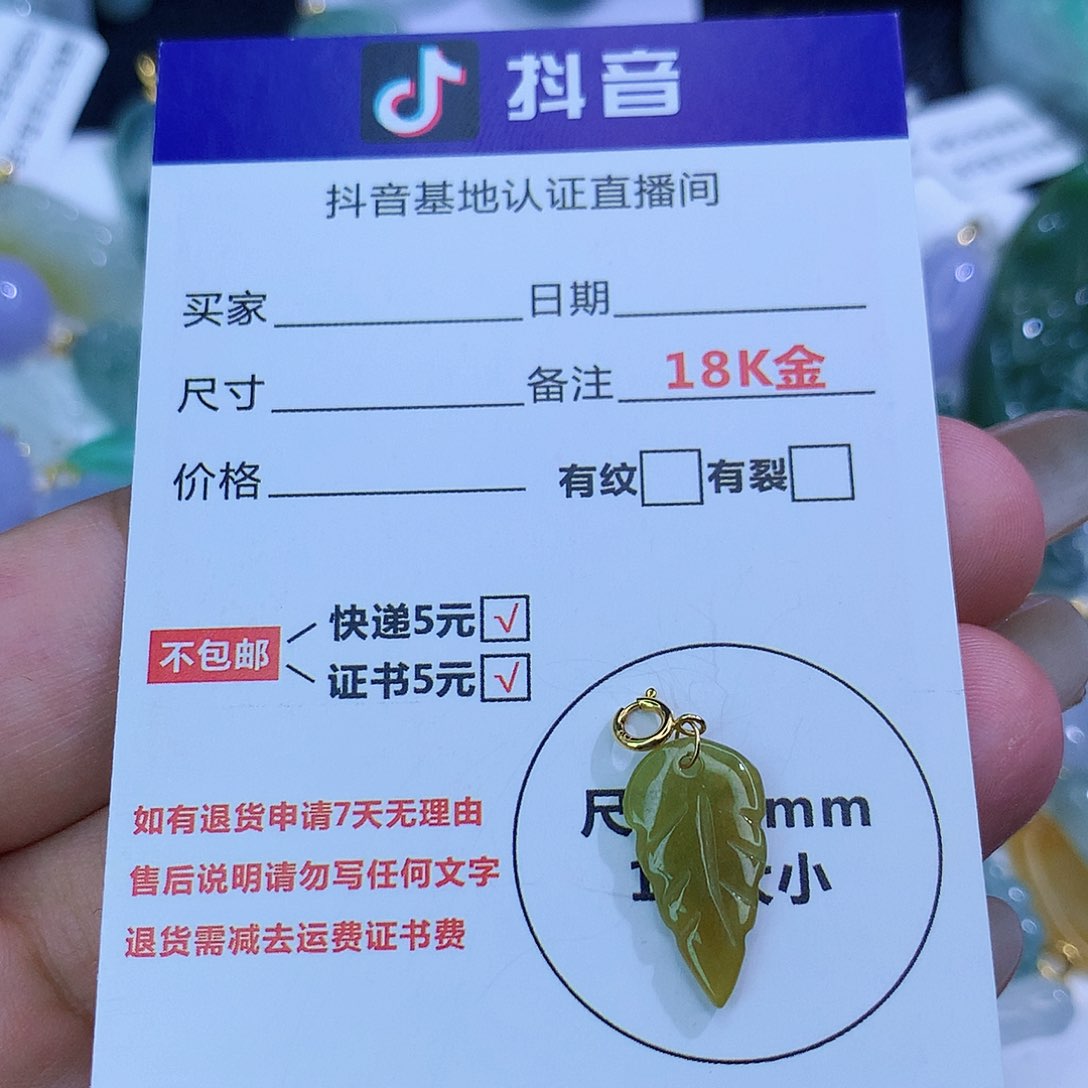 抖音
抖音基地认证直播间
买家 日期
尺寸 备注 18K金
价格 有纹 有裂
不包邮 快递5元 √
证书5元 √
如有退货申请7天无理由
售后说明请勿写任何文字
退货需减去运费证书费
尺 mm
小